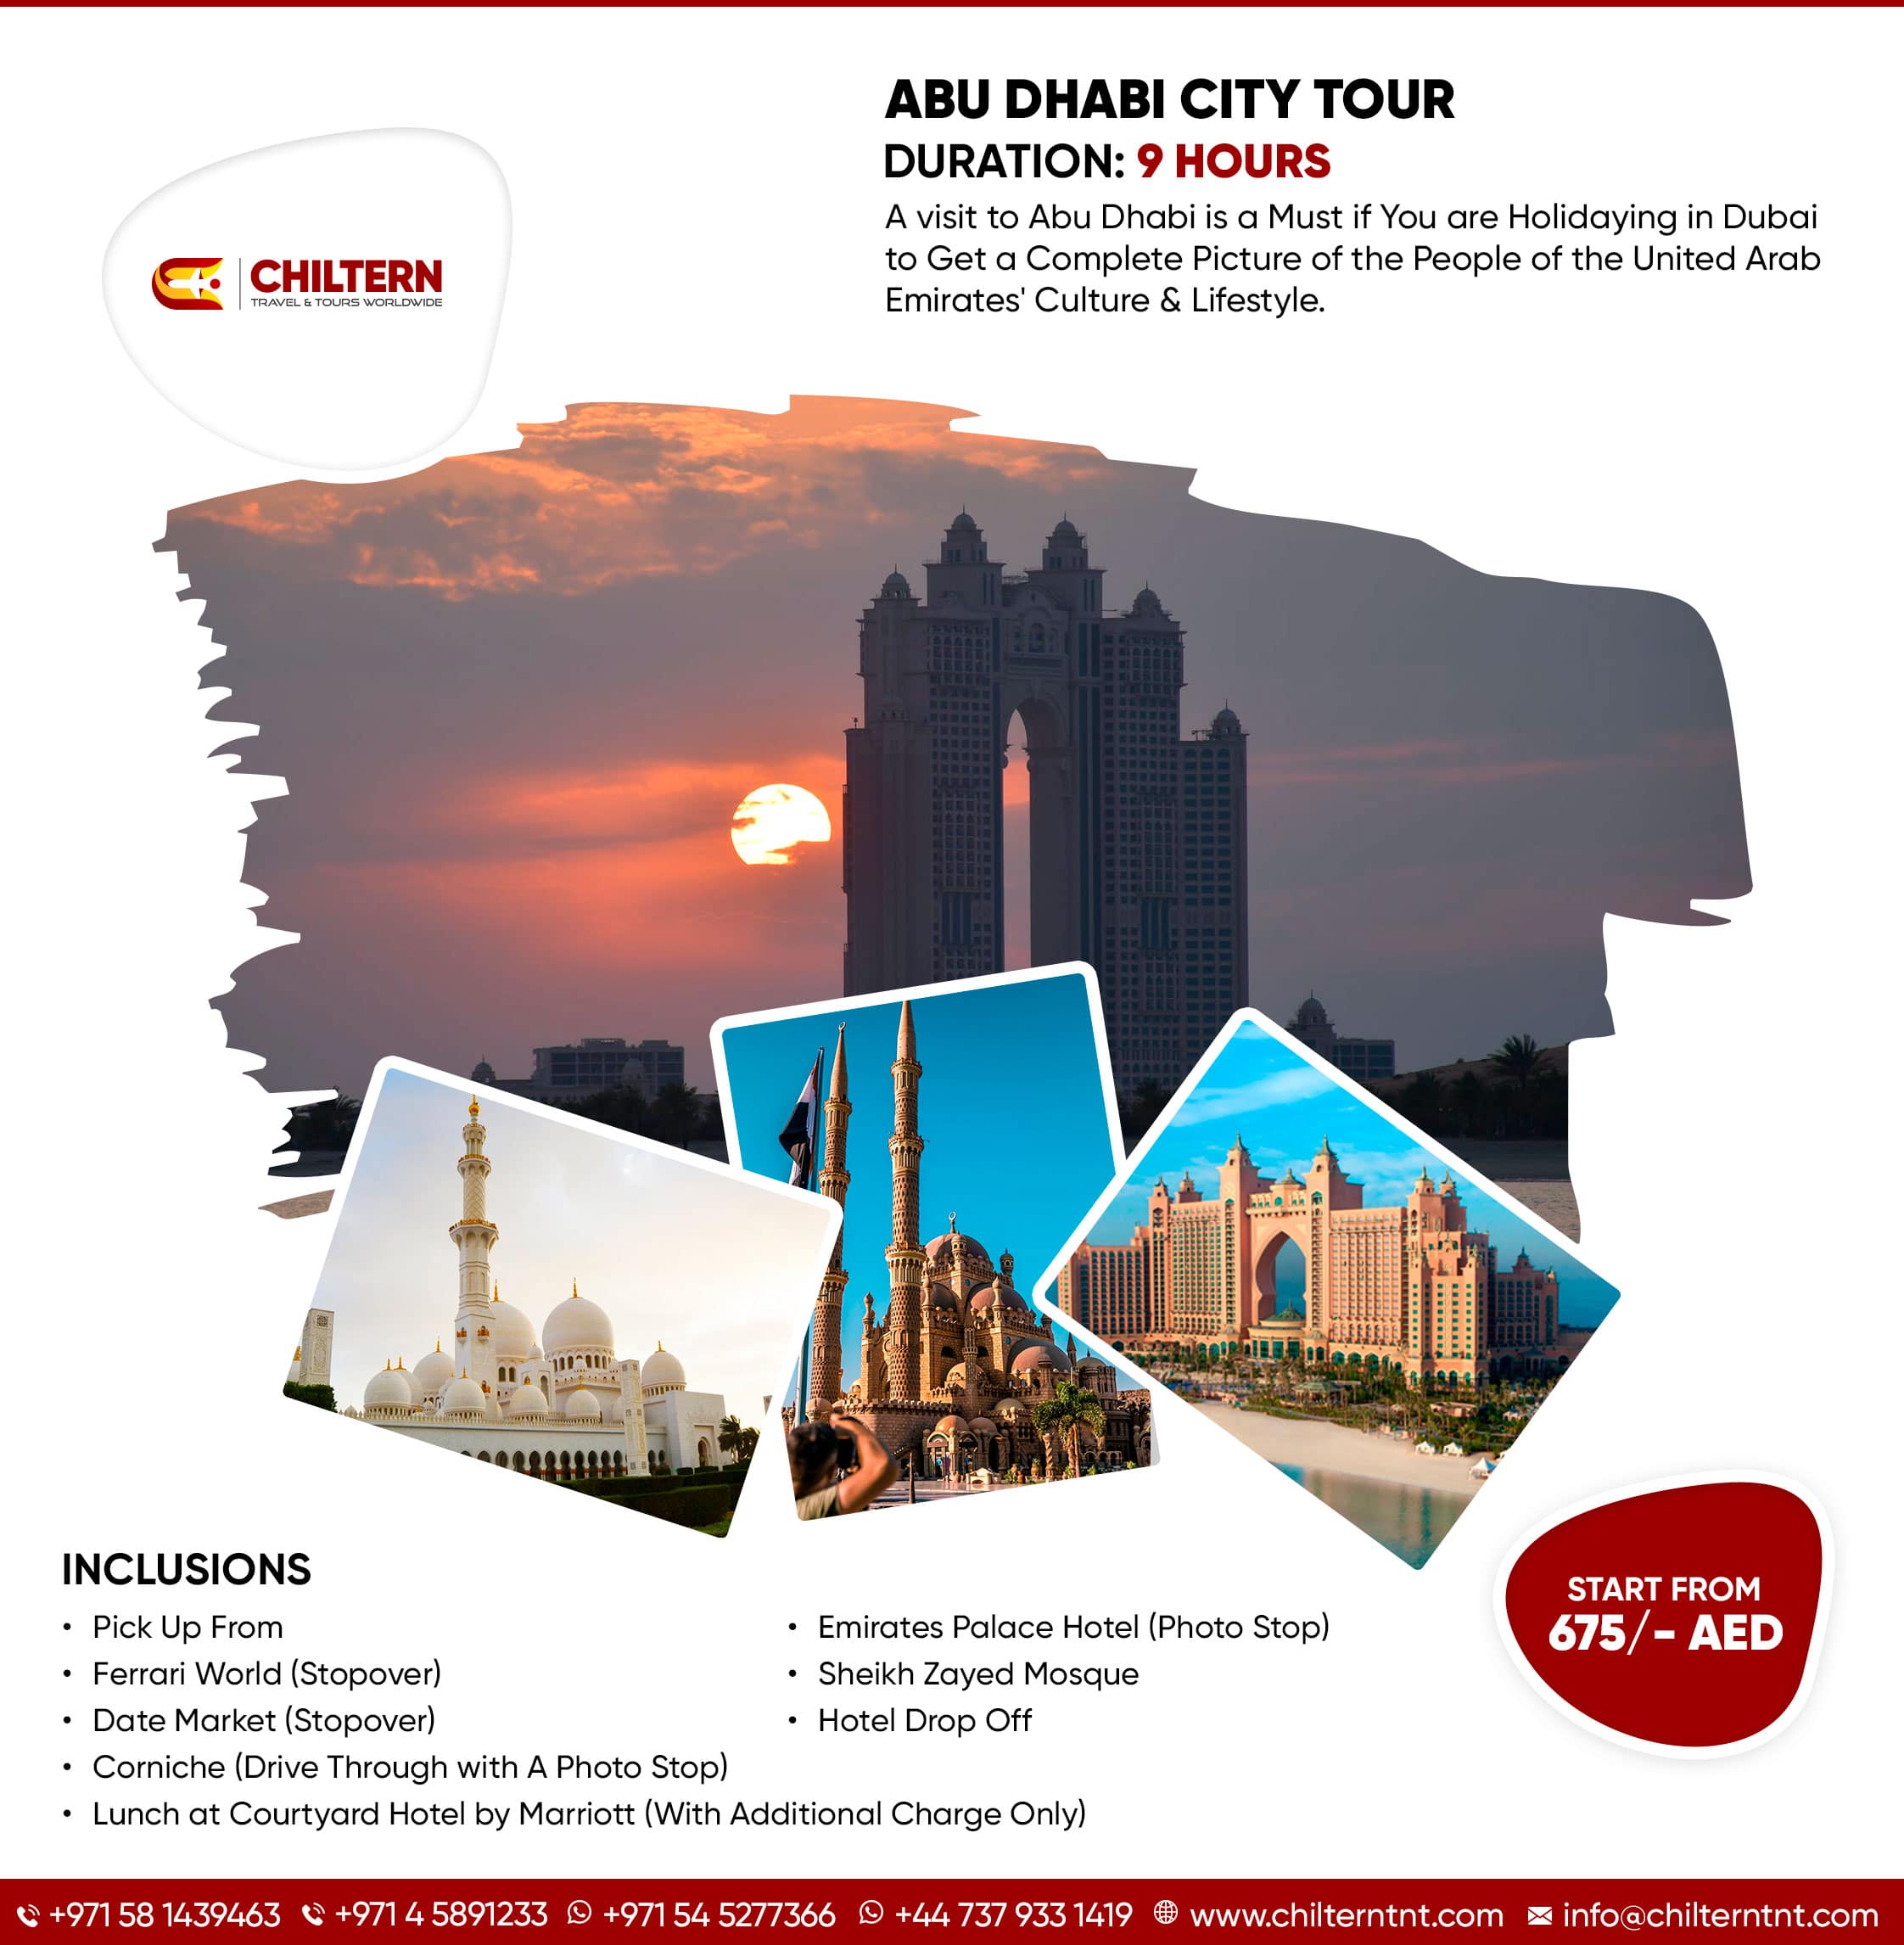 ABU DHABI CITY TOUR
DURATION: 9 HOURS
A visit to Abu Dhabi is a Must if You are Holidaying in Dubai
to Get a Complete Picture of the People of the United Arab
Emirates' Culture & Lifestyle.
CHILTERN
TRAVEL & TOURS WORLDWIDE
INCLUSIONS
• Pick Up From
• Ferrari World (Stopover)
• Date Market (Stopover)
• Corniche (Drive Through with A Photo Stop)
• Lunch at Courtyard Hotel by Marriott (With Additional Charge Only)
• Emirates Palace Hotel (Photo Stop)
• Sheikh Zayed Mosque
• Hotel Drop Off
START FROM
675/- AED
+971 58 1439463 +971 4 5891233 +971 54 5277366 +44 737 933 1419 www.chilterntnt.com info@chilterntnt.com